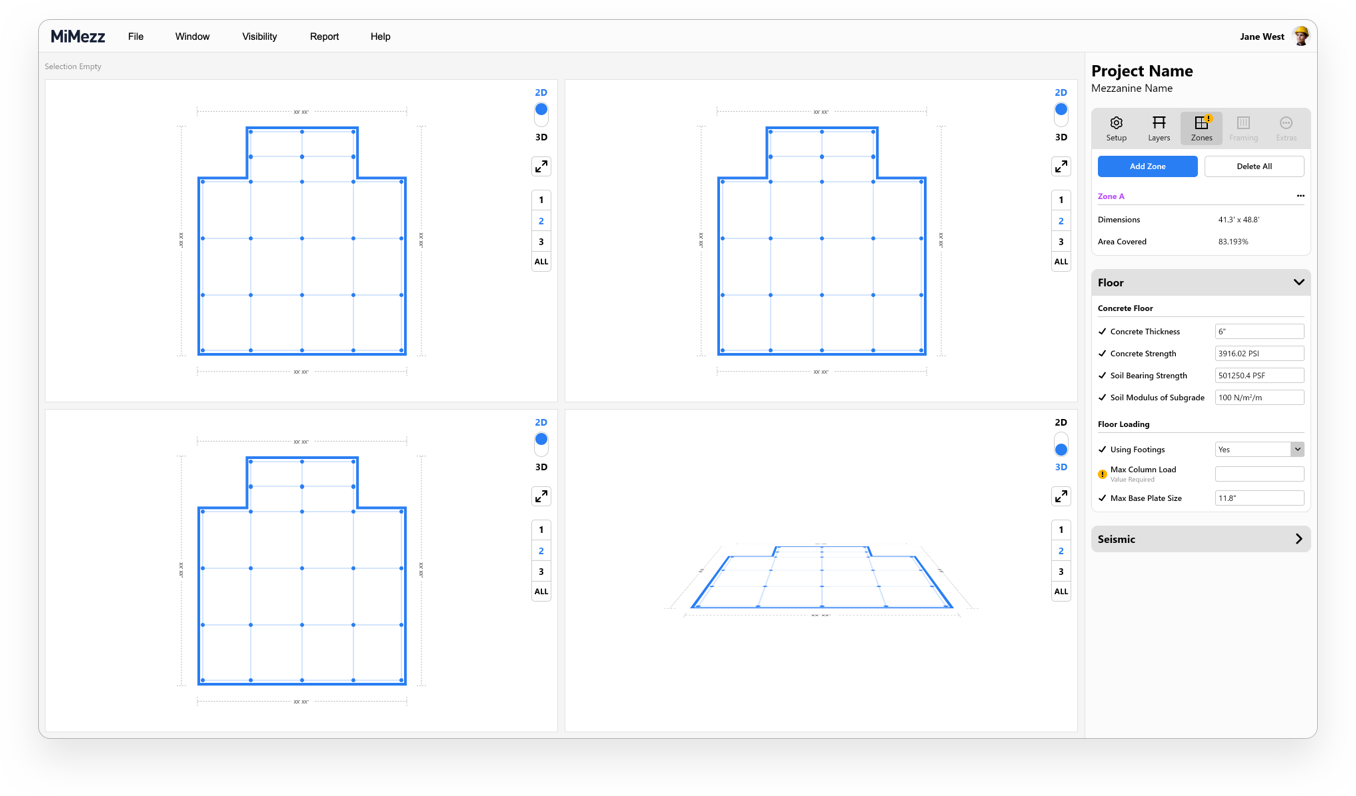 MiMezz File Window Visibility Report Help Jane West
Selection Empty
XX' XX"
XX' XX"
XX' XX"
XX' XX"
2D
3D
1
2
3
ALL
XX' XX"
XX' XX"
XX' XX"
XX' XX"
2D
3D
1
2
3
ALL
XX' XX"
XX' XX"
XX' XX"
XX' XX"
2D
3D
1
2
3
ALL
XX' XX"
2D
3D
1
2
3
ALL
Project Name
Mezzanine Name
Setup Layers Zones Framing Extras
Add Zone Delete All
Zone A
Dimensions 41.3' x 48.8'
Area Covered 83.193%
Floor
Concrete Floor
Concrete Thickness 6"
Concrete Strength 3916.02 PSI
Soil Bearing Strength 501250.4 PSF
Soil Modulus of Subgrade 100 N/m²/m
Floor Loading
Using Footings Yes
Max Column Load
Value Required
Max Base Plate Size 11.8"
Seismic